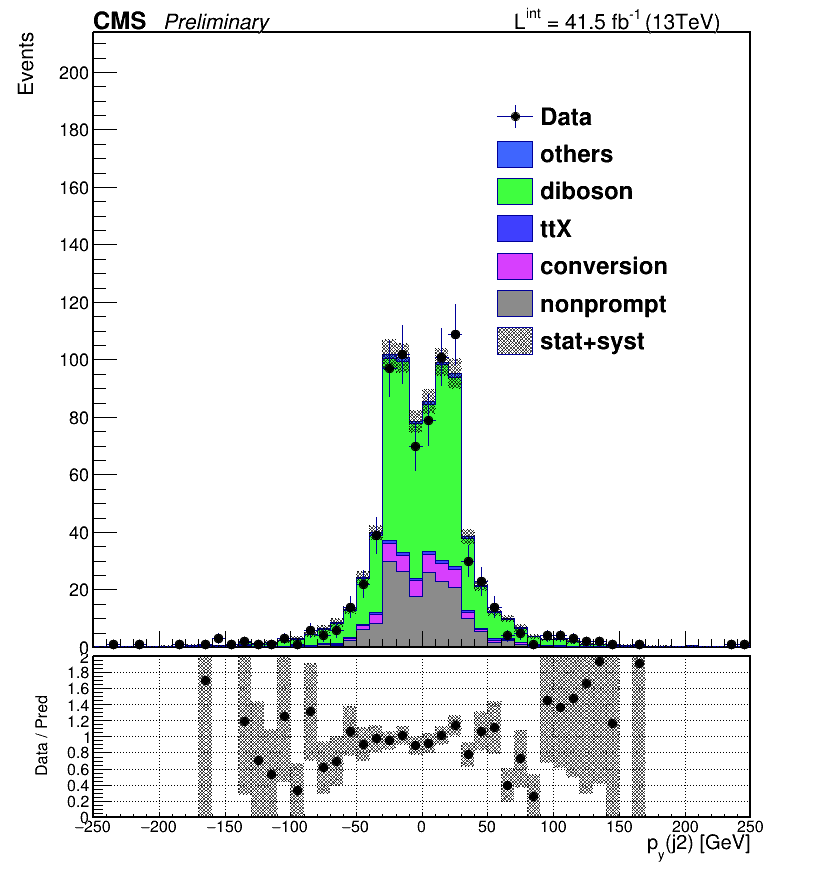 CMS Preliminary L^int = 41.5 fb^-1 (13TeV)
Events
200
180
160
140
120
100
80
60
40
20
0
Data
others
diboson
ttX
conversion
nonprompt
stat+syst
Data / Pred
2
1.8
1.6
1.4
1.2
1
0.8
0.6
0.4
0.2
0
−250 −200 −150 −100 −50 0 50 100 150 200 250
p_y(j2) [GeV]